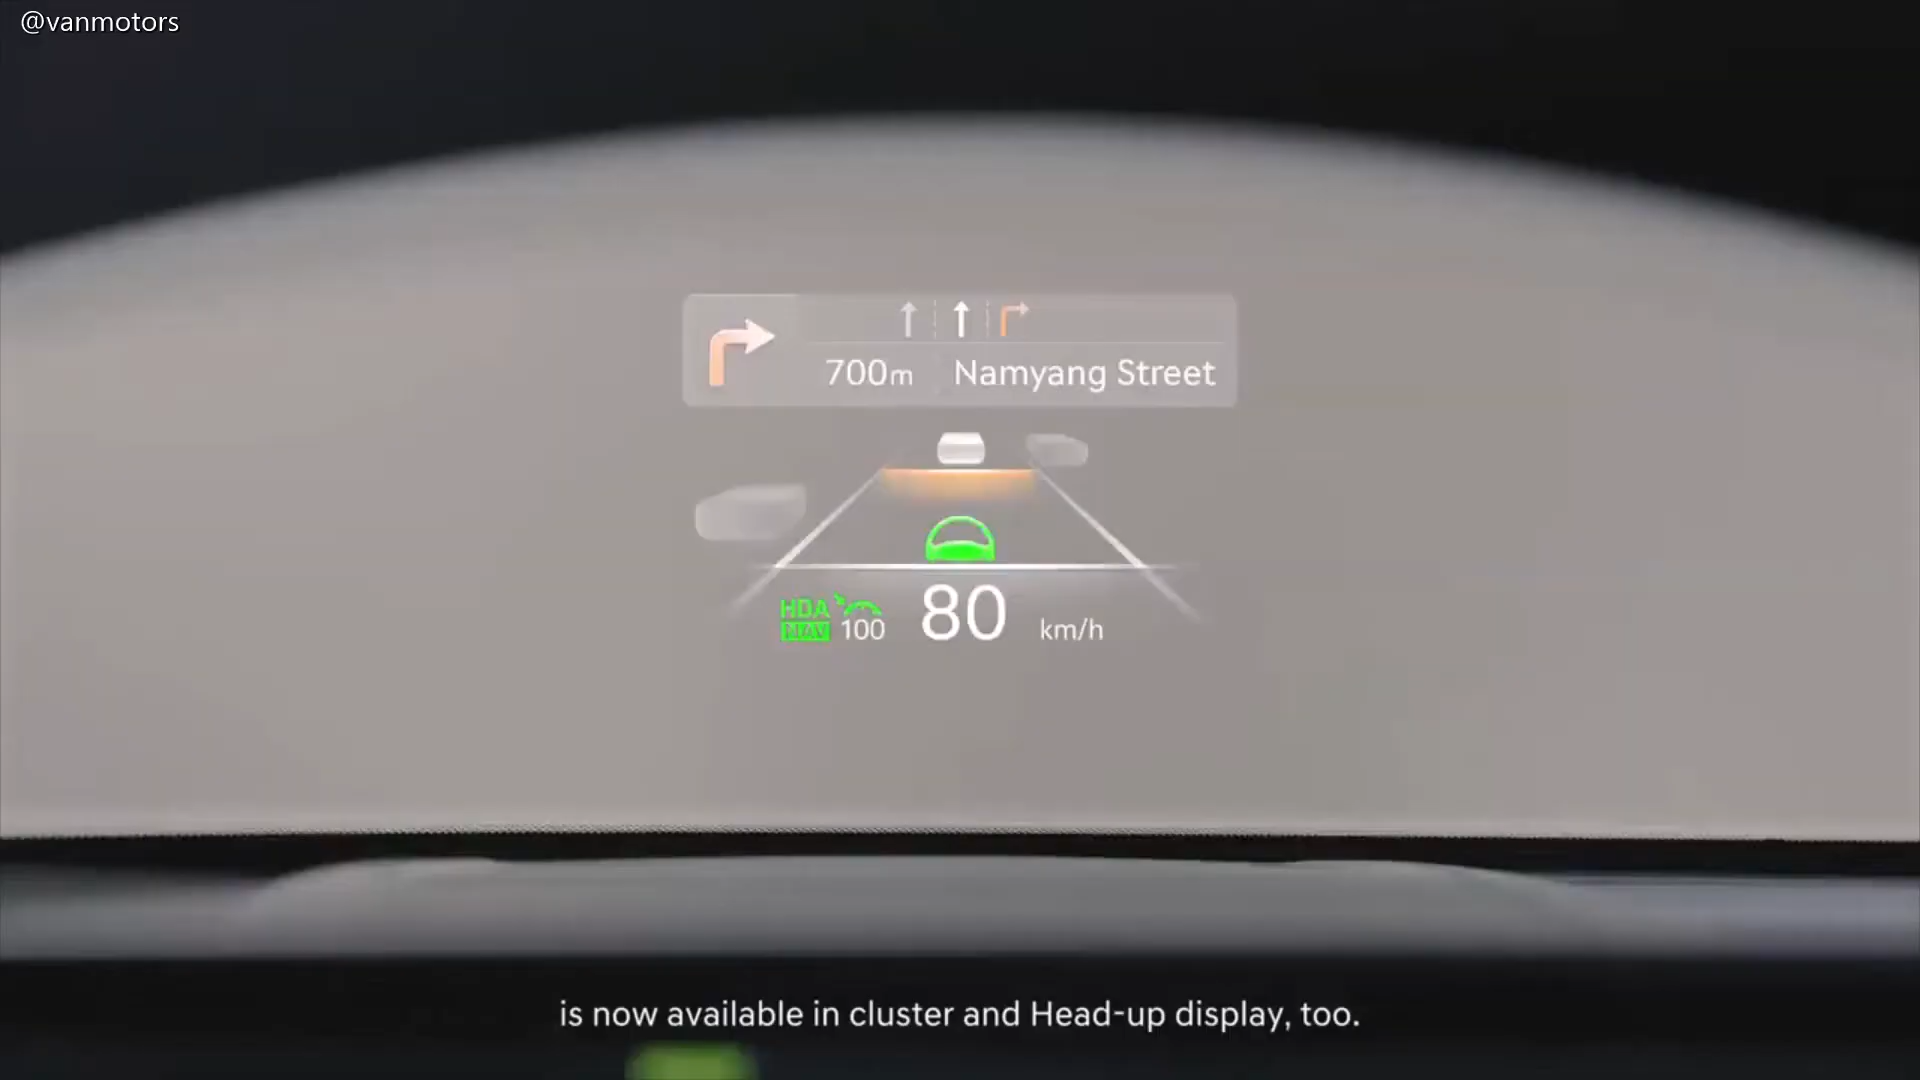 @vanmotors
700m Namyang Street
HDA
NAV 100 80 km/h
is now available in cluster and Head-up display, too.